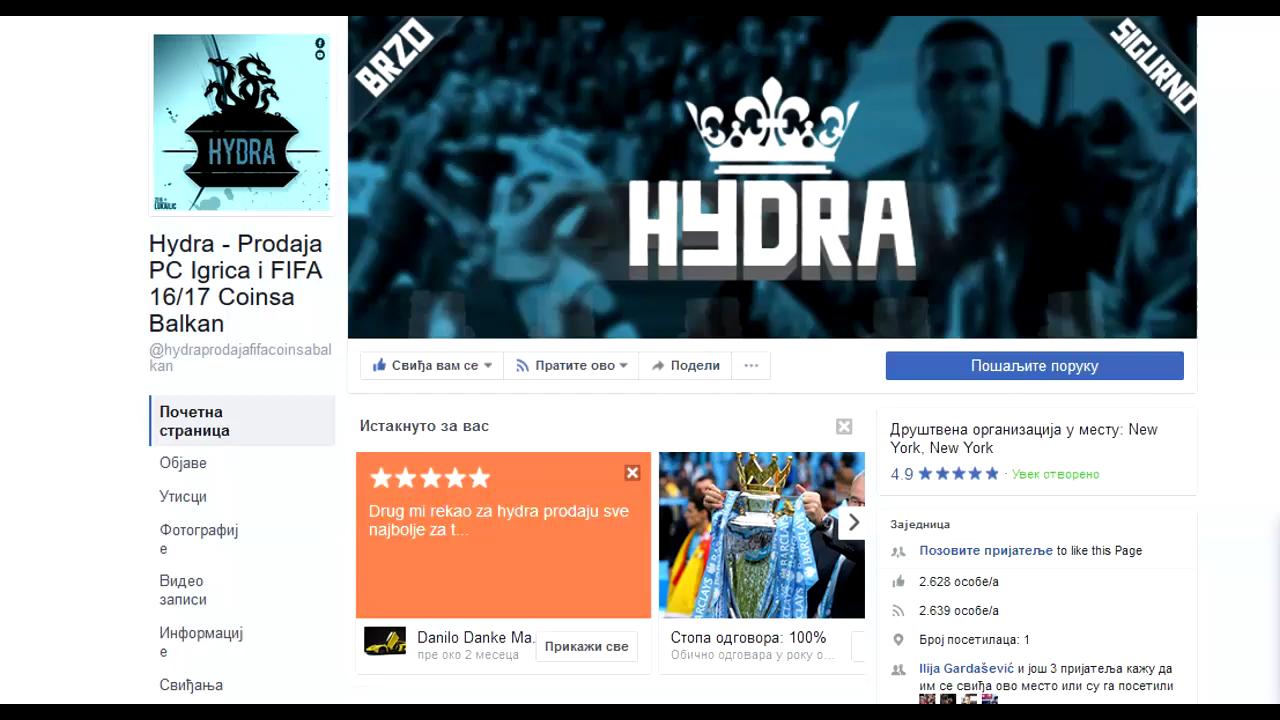 HYDRA
Hydra - Prodaja
PC Igrica i FIFA
16/17 Coinsa
Balkan
@hydraprodajafifacoinsabal
kan
Почетна
страница
Објаве
Утисци
Фотографиј
е
Видео
записи
Информациј
е
Свиђања
BRZO
SIGURNO
HYDRA
Свиђа вам се
Пратите ово
Подели
Пошаљите поруку
Истакнуто за вас
Drug mi rekao za hydra prodaju sve
najbolje za t...
Danilo Danke Ma..
пре око 2 месеца
Прикажи све
BARCLAYS
BARCLAYS
Стопа одговора: 100%
Обично одговара у року о...
Друштвена организација у месту: New
York, New York
4.9 · Увек отворено
Заједница
Позовите пријатеље to like this Page
2.628 особе/а
2.639 особе/а
Број посетилаца: 1
Ilija Gardašević и још 3 пријатеља кажу да
им се свиђа ово место или су га посетили